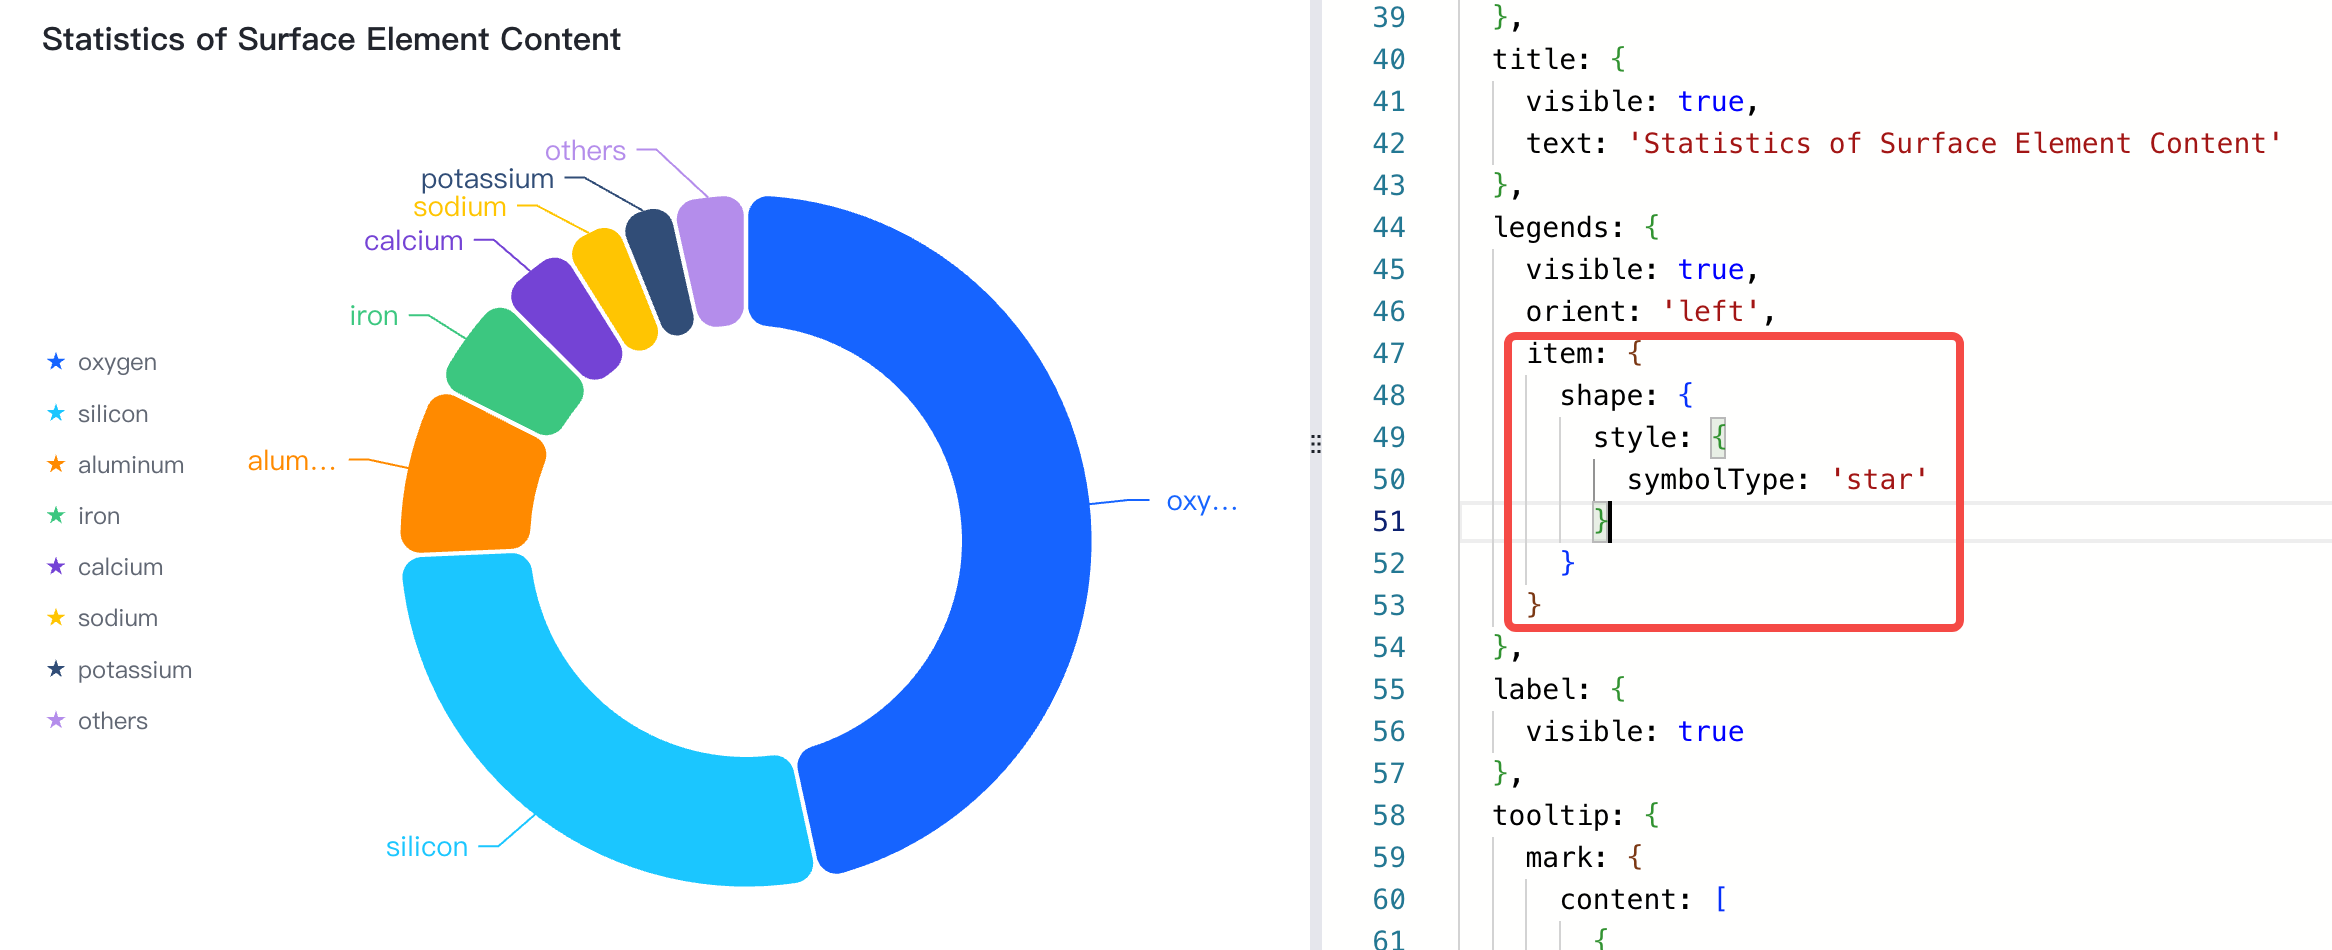 Statistics of Surface Element Content
others
potassium
sodium
calcium
iron
alum...
oxy...
silicon
★ oxygen
★ silicon
★ aluminum
★ iron
★ calcium
★ sodium
★ potassium
★ others
39 },
40 title: {
41 visible: true,
42 text: 'Statistics of Surface Element Content'
43 },
44 legends: {
45 visible: true,
46 orient: 'left',
47 item: {
48 shape: {
49 style: {
50 symbolType: 'star'
51 }
52 }
53 }
54 },
55 label: {
56 visible: true
57 },
58 tooltip: {
59 mark: {
60 content: [
61 {